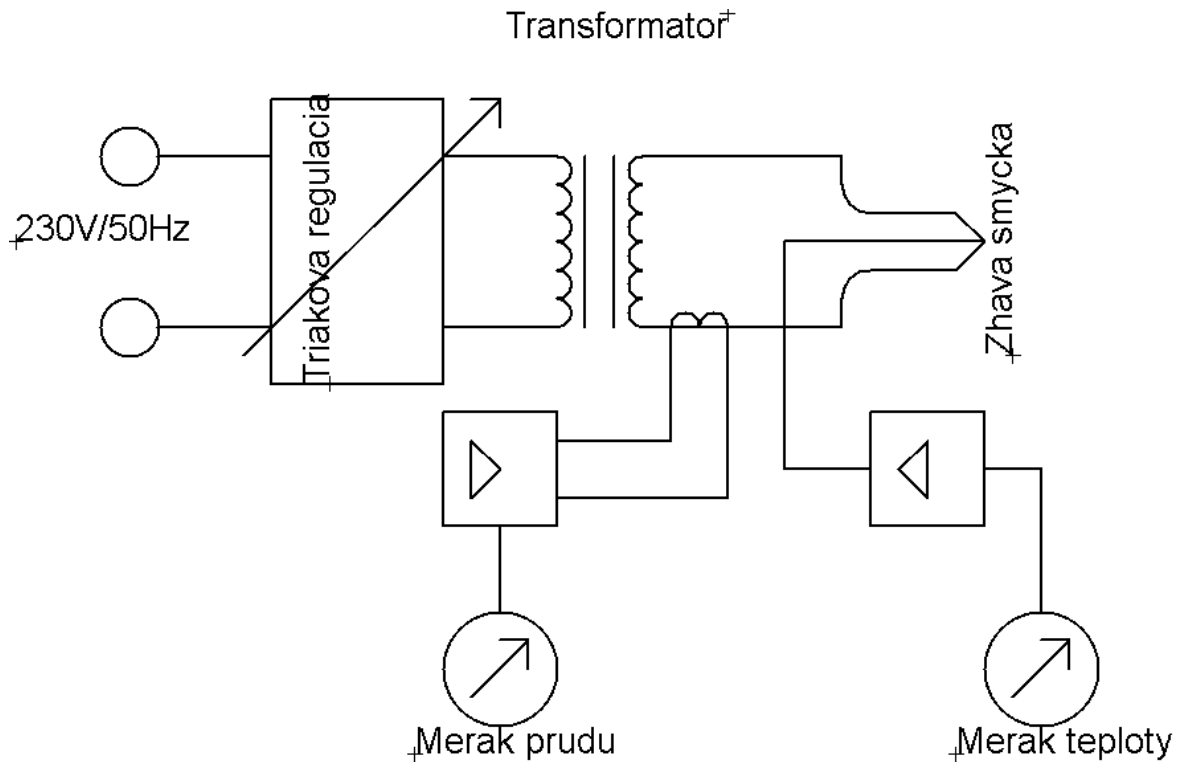 Transformator
230V/50Hz
Triakova regulacia
Zhava smycka
Merak prudu
Merak teploty